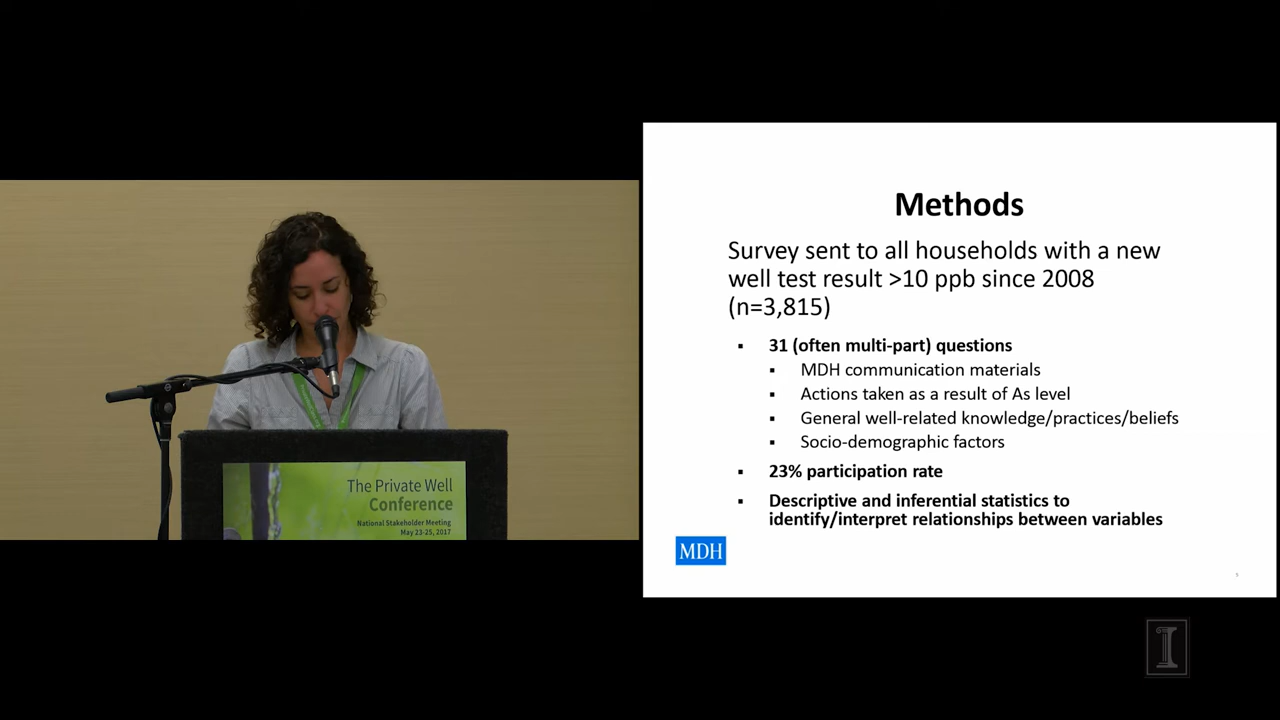 The Private Well
Conference
National Stakeholder Meeting
May 22-25, 2017
Methods
Survey sent to all households with a new
well test result >10 ppb since 2008
(n=3,815)
▪ 31 (often multi-part) questions
▪ MDH communication materials
▪ Actions taken as a result of As level
▪ General well-related knowledge/practices/beliefs
▪ Socio-demographic factors
▪ 23% participation rate
▪ Descriptive and inferential statistics to
identify/interpret relationships between variables
MDH
I